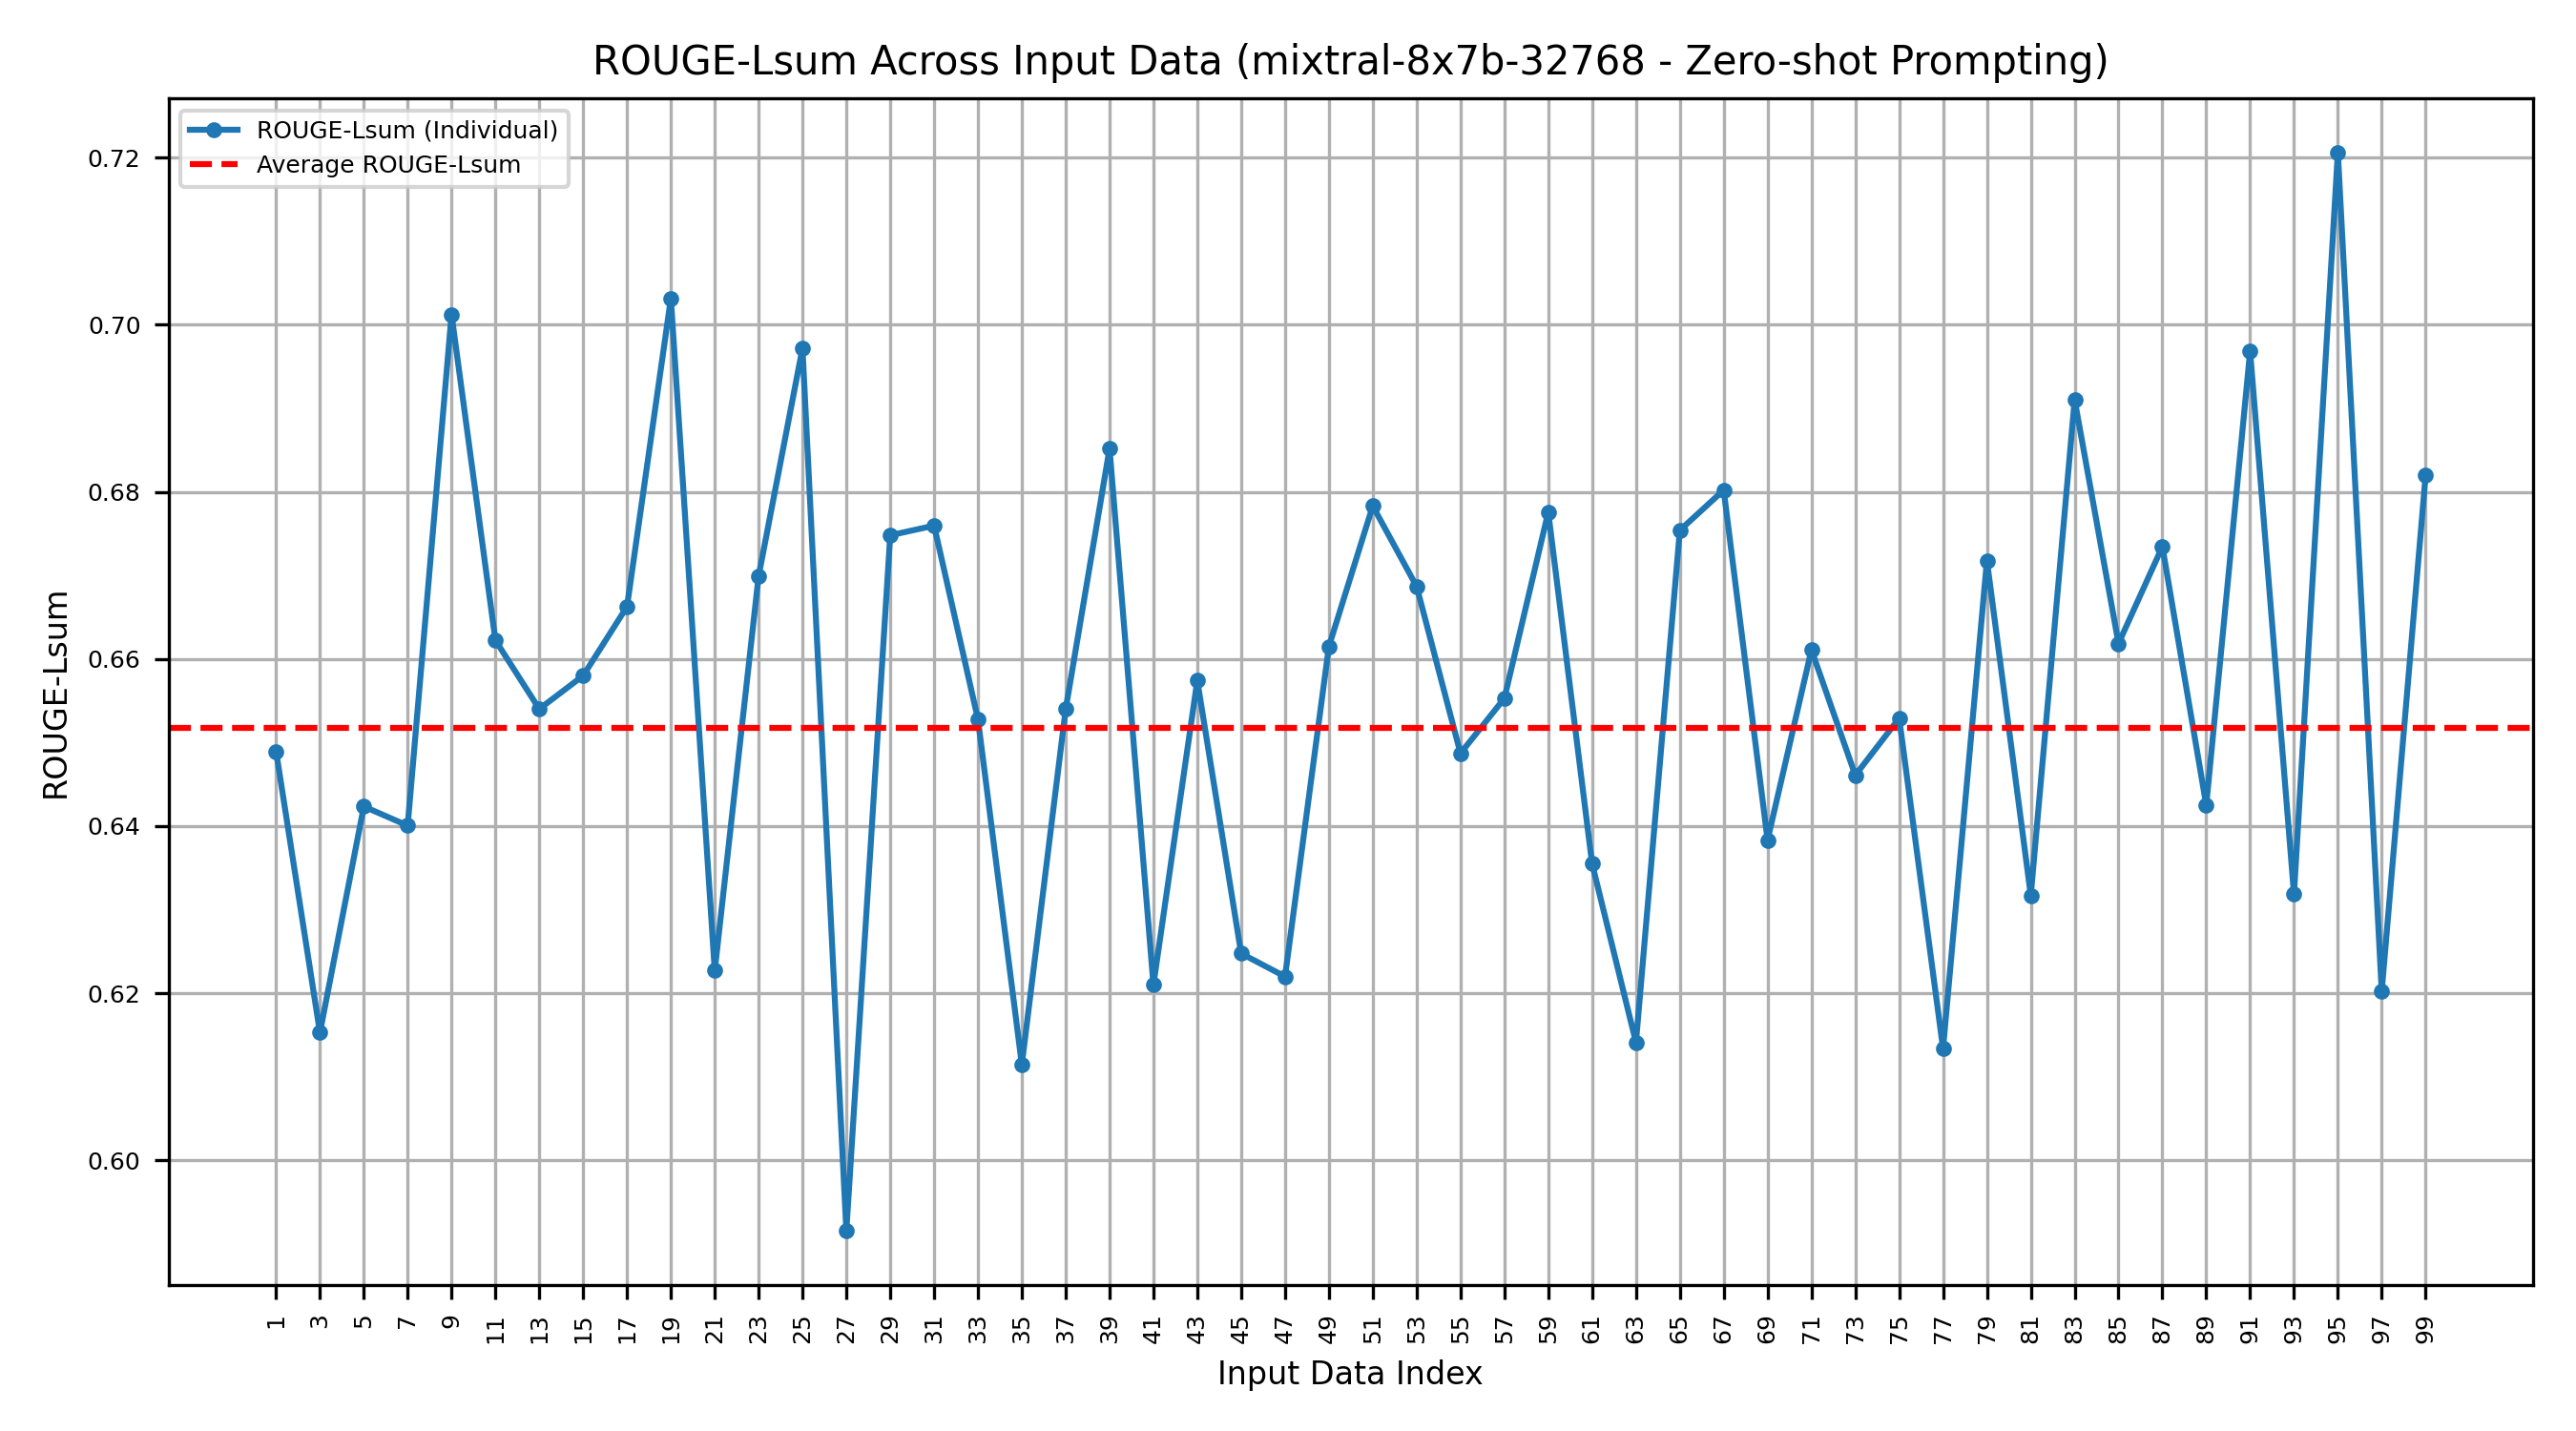 ROUGE-Lsum Across Input Data (mixtral-8x7b-32768 - Zero-shot Prompting)
ROUGE-Lsum (Individual)
Average ROUGE-Lsum
0.72
0.70
0.68
0.66
0.64
0.62
0.60
ROUGE-Lsum
1 3 5 7 9 11 13 15 17 19 21 23 25 27 29 31 33 35 37 39 41 43 45 47 49 51 53 55 57 59 61 63 65 67 69 71 73 75 77 79 81 83 85 87 89 91 93 95 97 99
Input Data Index